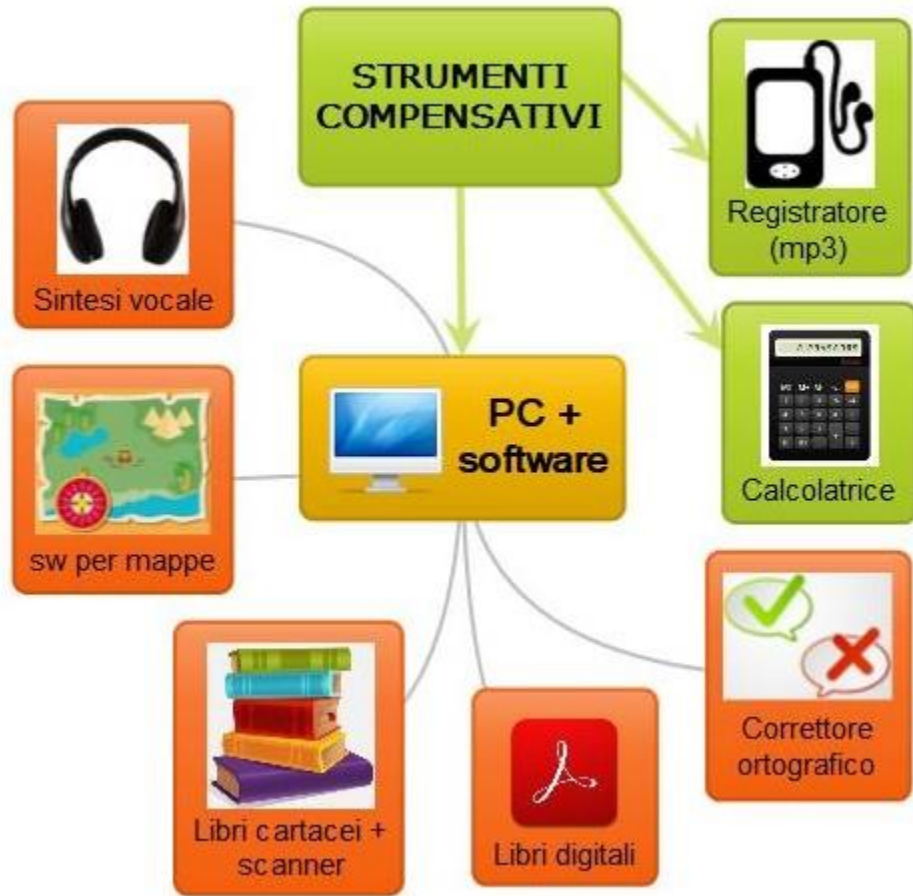 STRUMENTI
COMPENSATIVI
Registratore
(mp3)
Sintesi vocale
PC +
software
Calcolatrice
sw per mappe
Correttore
ortografico
Libri cartacei +
scanner
Libri digitali